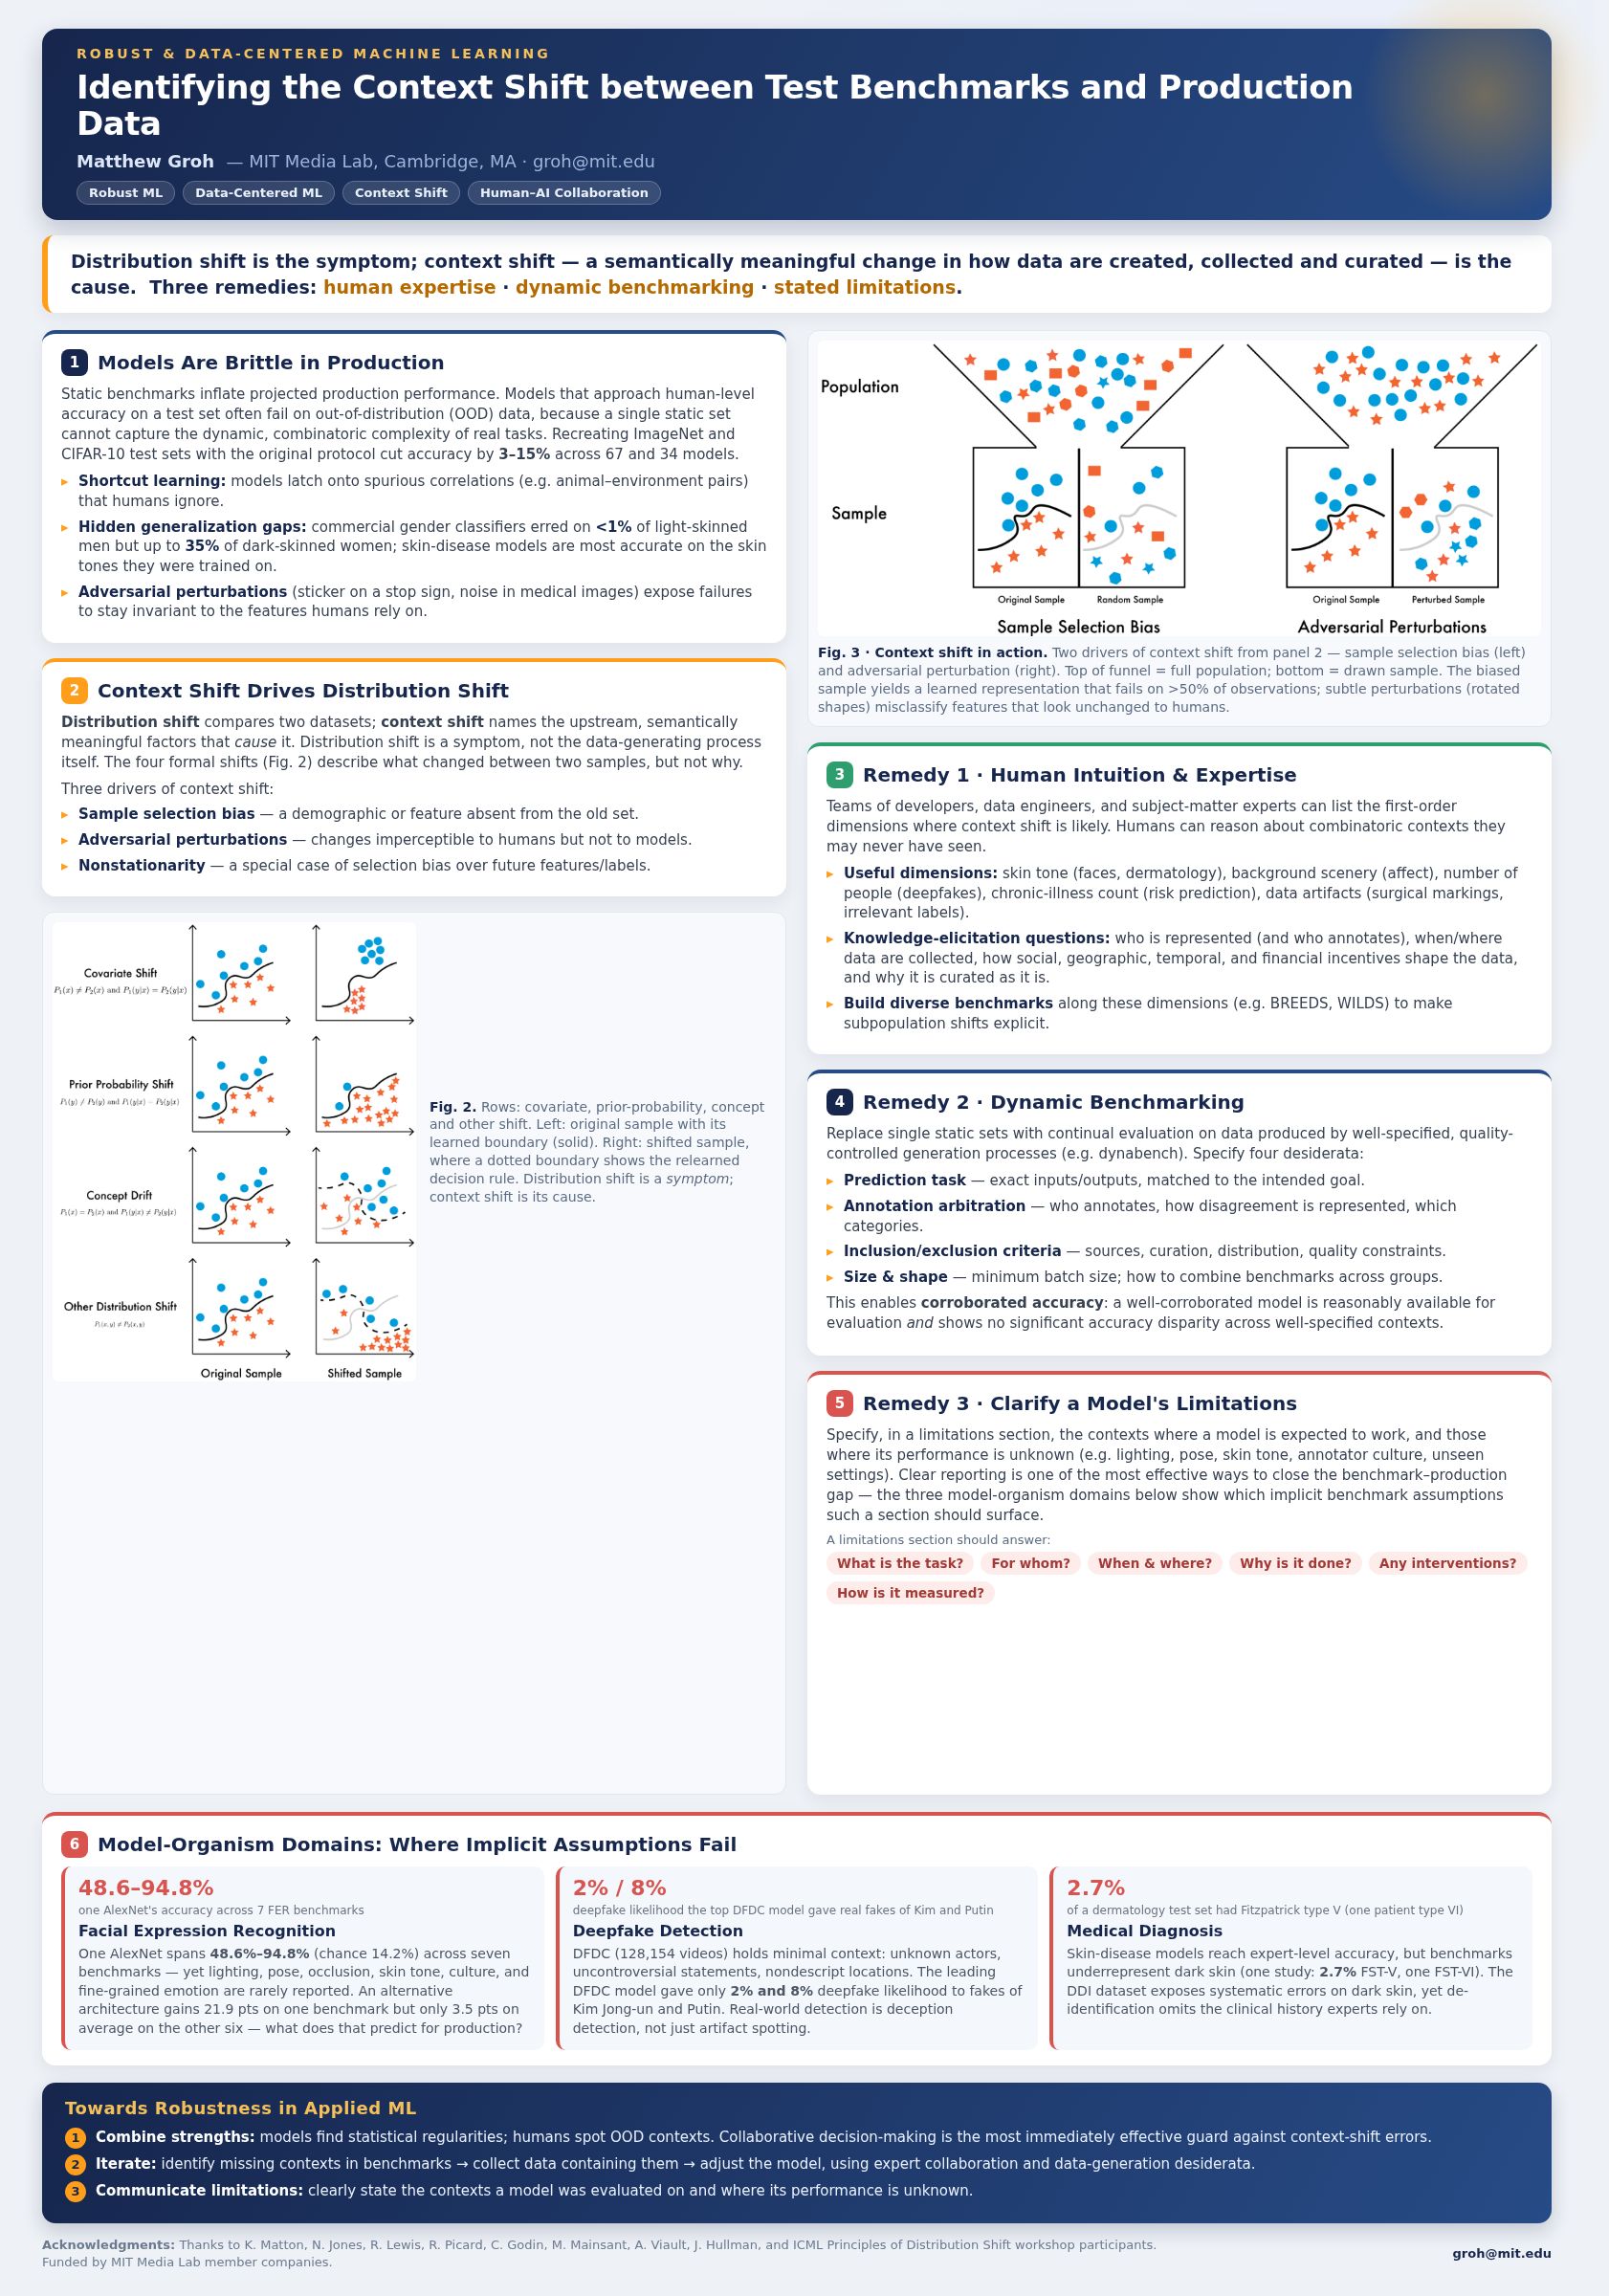 ROBUST & DATA-CENTERED MACHINE LEARNING
Identifying the Context Shift between Test Benchmarks and Production
Data
Matthew Groh — MIT Media Lab, Cambridge, MA · groh@mit.edu
Robust ML
Data-Centered ML
Context Shift
Human–AI Collaboration
Distribution shift is the symptom; context shift — a semantically meaningful change in how data are created, collected and curated — is the
cause. Three remedies: human expertise · dynamic benchmarking · stated limitations.
1 Models Are Brittle in Production
Static benchmarks inflate projected production performance. Models that approach human-level
accuracy on a test set often fail on out-of-distribution (OOD) data, because a single static set
cannot capture the dynamic, combinatoric complexity of real tasks. Recreating ImageNet and
CIFAR-10 test sets with the original protocol cut accuracy by 3–15% across 67 and 34 models.
▸ Shortcut learning: models latch onto spurious correlations (e.g. animal–environment pairs)
that humans ignore.
▸ Hidden generalization gaps: commercial gender classifiers erred on <1% of light-skinned
men but up to 35% of dark-skinned women; skin-disease models are most accurate on the skin
tones they were trained on.
▸ Adversarial perturbations (sticker on a stop sign, noise in medical images) expose failures
to stay invariant to the features humans rely on.
2 Context Shift Drives Distribution Shift
Distribution shift compares two datasets; context shift names the upstream, semantically
meaningful factors that cause it. Distribution shift is a symptom, not the data-generating process
itself. The four formal shifts (Fig. 2) describe what changed between two samples, but not why.
Three drivers of context shift:
▸ Sample selection bias — a demographic or feature absent from the old set.
▸ Adversarial perturbations — changes imperceptible to humans but not to models.
▸ Nonstationarity — a special case of selection bias over future features/labels.
Covariate Shift
P₁(x) ≠ P₂(x) and P₁(y|x) = P₂(y|x)
Prior Probability Shift
Concept Drift
Other Distribution Shift
Original Sample
Shifted Sample
Fig. 2. Rows: covariate, prior-probability, concept
and other shift. Left: original sample with its
learned boundary (solid). Right: shifted sample,
where a dotted boundary shows the relearned
decision rule. Distribution shift is a symptom;
context shift is its cause.
Population
Sample
Original Sample
Random Sample
Sample Selection Bias
Original Sample
Perturbed Sample
Adversarial Perturbations
Fig. 3 · Context shift in action. Two drivers of context shift from panel 2 — sample selection bias (left)
and adversarial perturbation (right). Top of funnel = full population; bottom = drawn sample. The biased
sample yields a learned representation that fails on >50% of observations; subtle perturbations (rotated
shapes) misclassify features that look unchanged to humans.
3 Remedy 1 · Human Intuition & Expertise
Teams of developers, data engineers, and subject-matter experts can list the first-order
dimensions where context shift is likely. Humans can reason about combinatoric contexts they
may never have seen.
▸ Useful dimensions: skin tone (faces, dermatology), background scenery (affect), number of
people (deepfakes), chronic-illness count (risk prediction), data artifacts (surgical markings,
irrelevant labels).
▸ Knowledge-elicitation questions: who is represented (and who annotates), when/where
data are collected, how social, geographic, temporal, and financial incentives shape the data,
and why it is curated as it is.
▸ Build diverse benchmarks along these dimensions (e.g. BREEDS, WILDS) to make
subpopulation shifts explicit.
4 Remedy 2 · Dynamic Benchmarking
Replace single static sets with continual evaluation on data produced by well-specified, quality-
controlled generation processes (e.g. dynabench). Specify four desiderata:
▸ Prediction task — exact inputs/outputs, matched to the intended goal.
▸ Annotation arbitration — who annotates, how disagreement is represented, which
categories.
▸ Inclusion/exclusion criteria — sources, curation, distribution, quality constraints.
▸ Size & shape — minimum batch size; how to combine benchmarks across groups.
This enables corroborated accuracy: a well-corroborated model is reasonably available for
evaluation and shows no significant accuracy disparity across well-specified contexts.
5 Remedy 3 · Clarify a Model's Limitations
Specify, in a limitations section, the contexts where a model is expected to work, and those
where its performance is unknown (e.g. lighting, pose, skin tone, annotator culture, unseen
settings). Clear reporting is one of the most effective ways to close the benchmark–production
gap — the three model-organism domains below show which implicit benchmark assumptions
such a section should surface.
A limitations section should answer:
What is the task?
For whom?
When & where?
Why is it done?
Any interventions?
How is it measured?
6 Model-Organism Domains: Where Implicit Assumptions Fail
48.6–94.8%
one AlexNet's accuracy across 7 FER benchmarks
Facial Expression Recognition
One AlexNet spans 48.6%–94.8% (chance 14.2%) across seven
benchmarks — yet lighting, pose, occlusion, skin tone, culture, and
fine-grained emotion are rarely reported. An alternative
architecture gains 21.9 pts on one benchmark but only 3.5 pts on
average on the other six — what does that predict for production?
2% / 8%
deepfake likelihood the top DFDC model gave real fakes of Kim and Putin
Deepfake Detection
DFDC (128,154 videos) holds minimal context: unknown actors,
uncontroversial statements, nondescript locations. The leading
DFDC model gave only 2% and 8% deepfake likelihood to fakes of
Kim Jong-un and Putin. Real-world detection is deception
detection, not just artifact spotting.
2.7%
of a dermatology test set had Fitzpatrick type V (one patient type VI)
Medical Diagnosis
Skin-disease models reach expert-level accuracy, but benchmarks
underrepresent dark skin (one study: 2.7% FST-V, one FST-VI). The
DDI dataset exposes systematic errors on dark skin, yet de-
identification omits the clinical history experts rely on.
Towards Robustness in Applied ML
1 Combine strengths: models find statistical regularities; humans spot OOD contexts. Collaborative decision-making is the most immediately effective guard against context-shift errors.
2 Iterate: identify missing contexts in benchmarks → collect data containing them → adjust the model, using expert collaboration and data-generation desiderata.
3 Communicate limitations: clearly state the contexts a model was evaluated on and where its performance is unknown.
Acknowledgments: Thanks to K. Matton, N. Jones, R. Lewis, R. Picard, C. Godin, M. Mainsant, A. Viault, J. Hullman, and ICML Principles of Distribution Shift workshop participants.
Funded by MIT Media Lab member companies.
groh@mit.edu